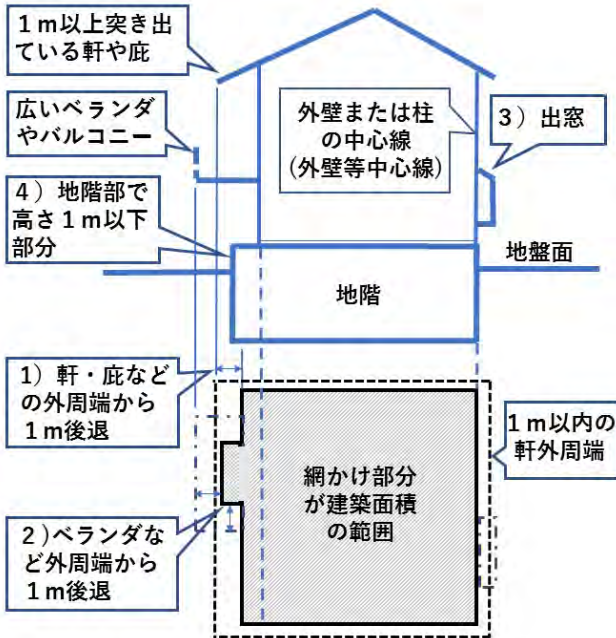 １ｍ以上突き出
ている軒や庇
広いベランダ
やバルコニー
外壁または柱
の中心線
(外壁等中心線)
３）出窓
４）地階部で
高さ１ｍ以下
部分
地盤面
地階
1）軒・庇など
の外周端から
１ｍ後退
１ｍ以内の
軒外周端
網かけ部分
が建築面積
の範囲
２)ベランダな
ど外周端から
１ｍ後退